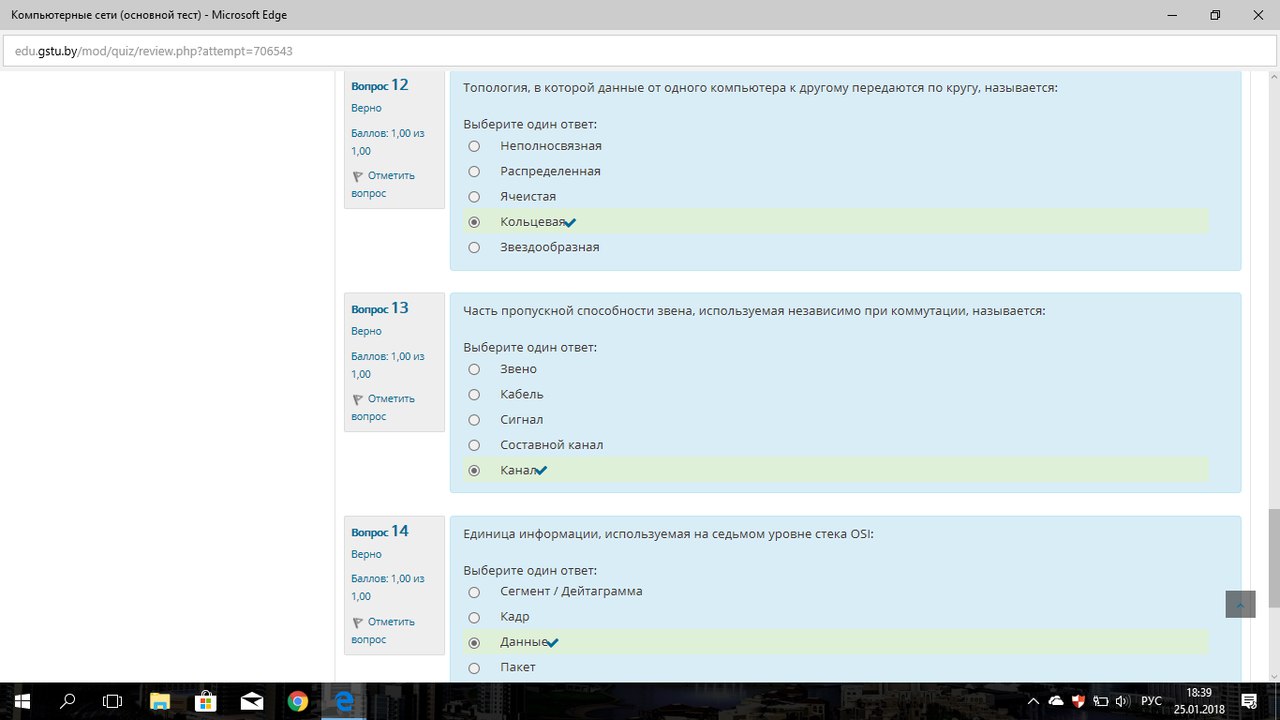 Компьютерные сети (основной тест) - Microsoft Edge
edu.gstu.by/mod/quiz/review.php?attempt=706543
Вопрос 12
Верно
Баллов: 1,00 из
1,00
Отметить
вопрос
Топология, в которой данные от одного компьютера к другому передаются по кругу, называется:
Выберите один ответ:
Неполносвязная
Распределенная
Ячеистая
Кольцевая
Звездообразная
Вопрос 13
Верно
Баллов: 1,00 из
1,00
Отметить
вопрос
Часть пропускной способности звена, используемая независимо при коммутации, называется:
Выберите один ответ:
Звено
Кабель
Сигнал
Составной канал
Канал
Вопрос 14
Верно
Баллов: 1,00 из
1,00
Отметить
вопрос
Единица информации, используемая на седьмом уровне стека OSI:
Выберите один ответ:
Сегмент / Дейтаграмма
Кадр
Данные
Пакет
РУС
18:39
25.01.2018